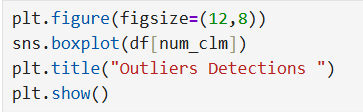 plt.figure(figsize=(12,8))
sns.boxplot(df[num_clm])
plt.title("Outliers Detections ")
plt.show()